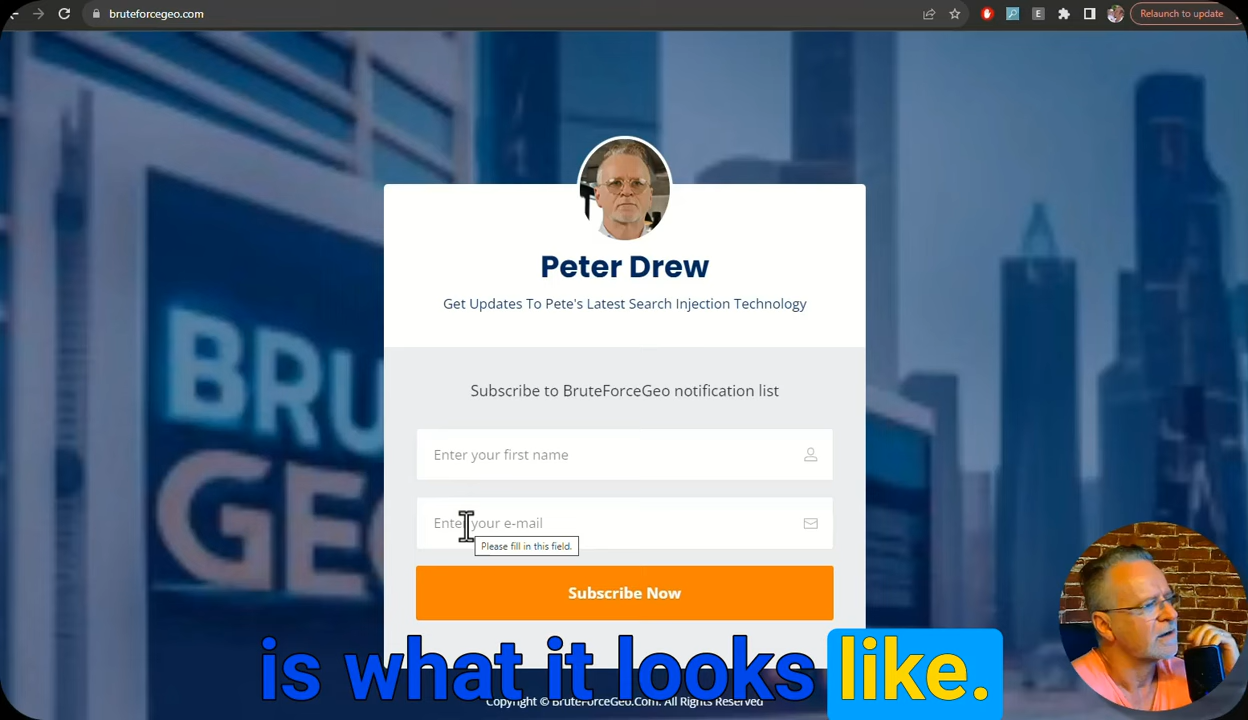 bruteforcegeo.com
Relaunch to update
BRU
GEO
Peter Drew
Get Updates To Pete's Latest Search Injection Technology
Subscribe to BruteForceGeo notification list
Enter your first name
Enter your e-mail
Please fill in this field.
Subscribe Now
is what it looks like.
Copyright © BruteForceGeo.Com. All Rights Reserved